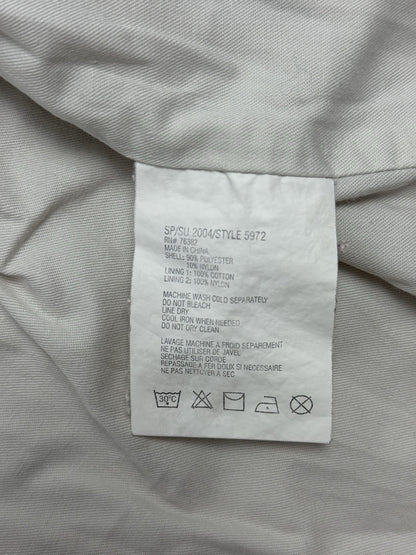 SP/SU 2004/STYLE 5972
RN# 76382
MADE IN CHINA
SHELL: 90% POLYESTER
10% NYLON
LINING 1: 100% COTTON
LINING 2: 100% NYLON
MACHINE WASH COLD SEPARATELY
DO NOT BLEACH
LINE DRY
COOL IRON WHEN NEEDED
DO NOT DRY CLEAN
LAVAGE MACHINE A FROID SEPAREMENT
NE PAS UTILISER DE JAVEL
SECHAGE SUR CORDE
REPASSAGE A FER DOUX SI NECESSAIRE
NE PAS NETTOYER A SEC
30°C